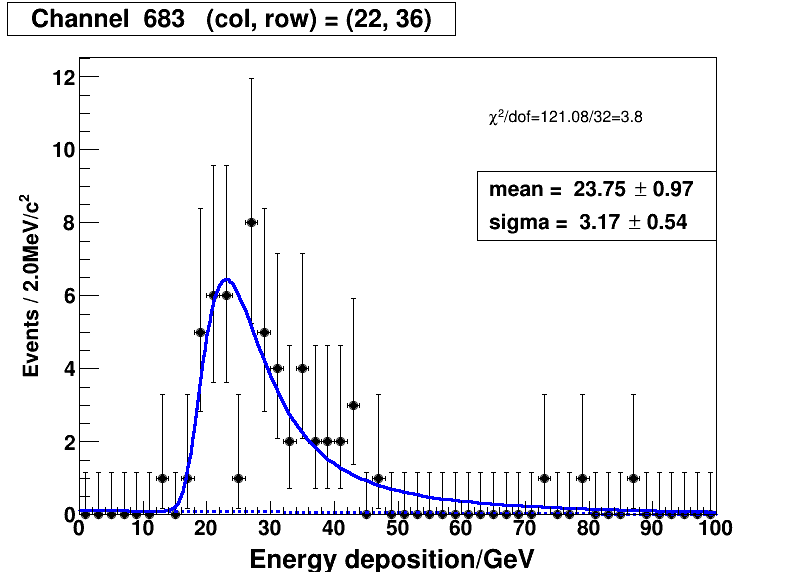 Channel 683 (col, row) = (22, 36)
χ²/dof=121.08/32=3.8
mean = 23.75 ± 0.97
sigma = 3.17 ± 0.54
Events / 2.0MeV/c²
12
10
8
6
4
2
0
0 10 20 30 40 50 60 70 80 90 100
Energy deposition/GeV